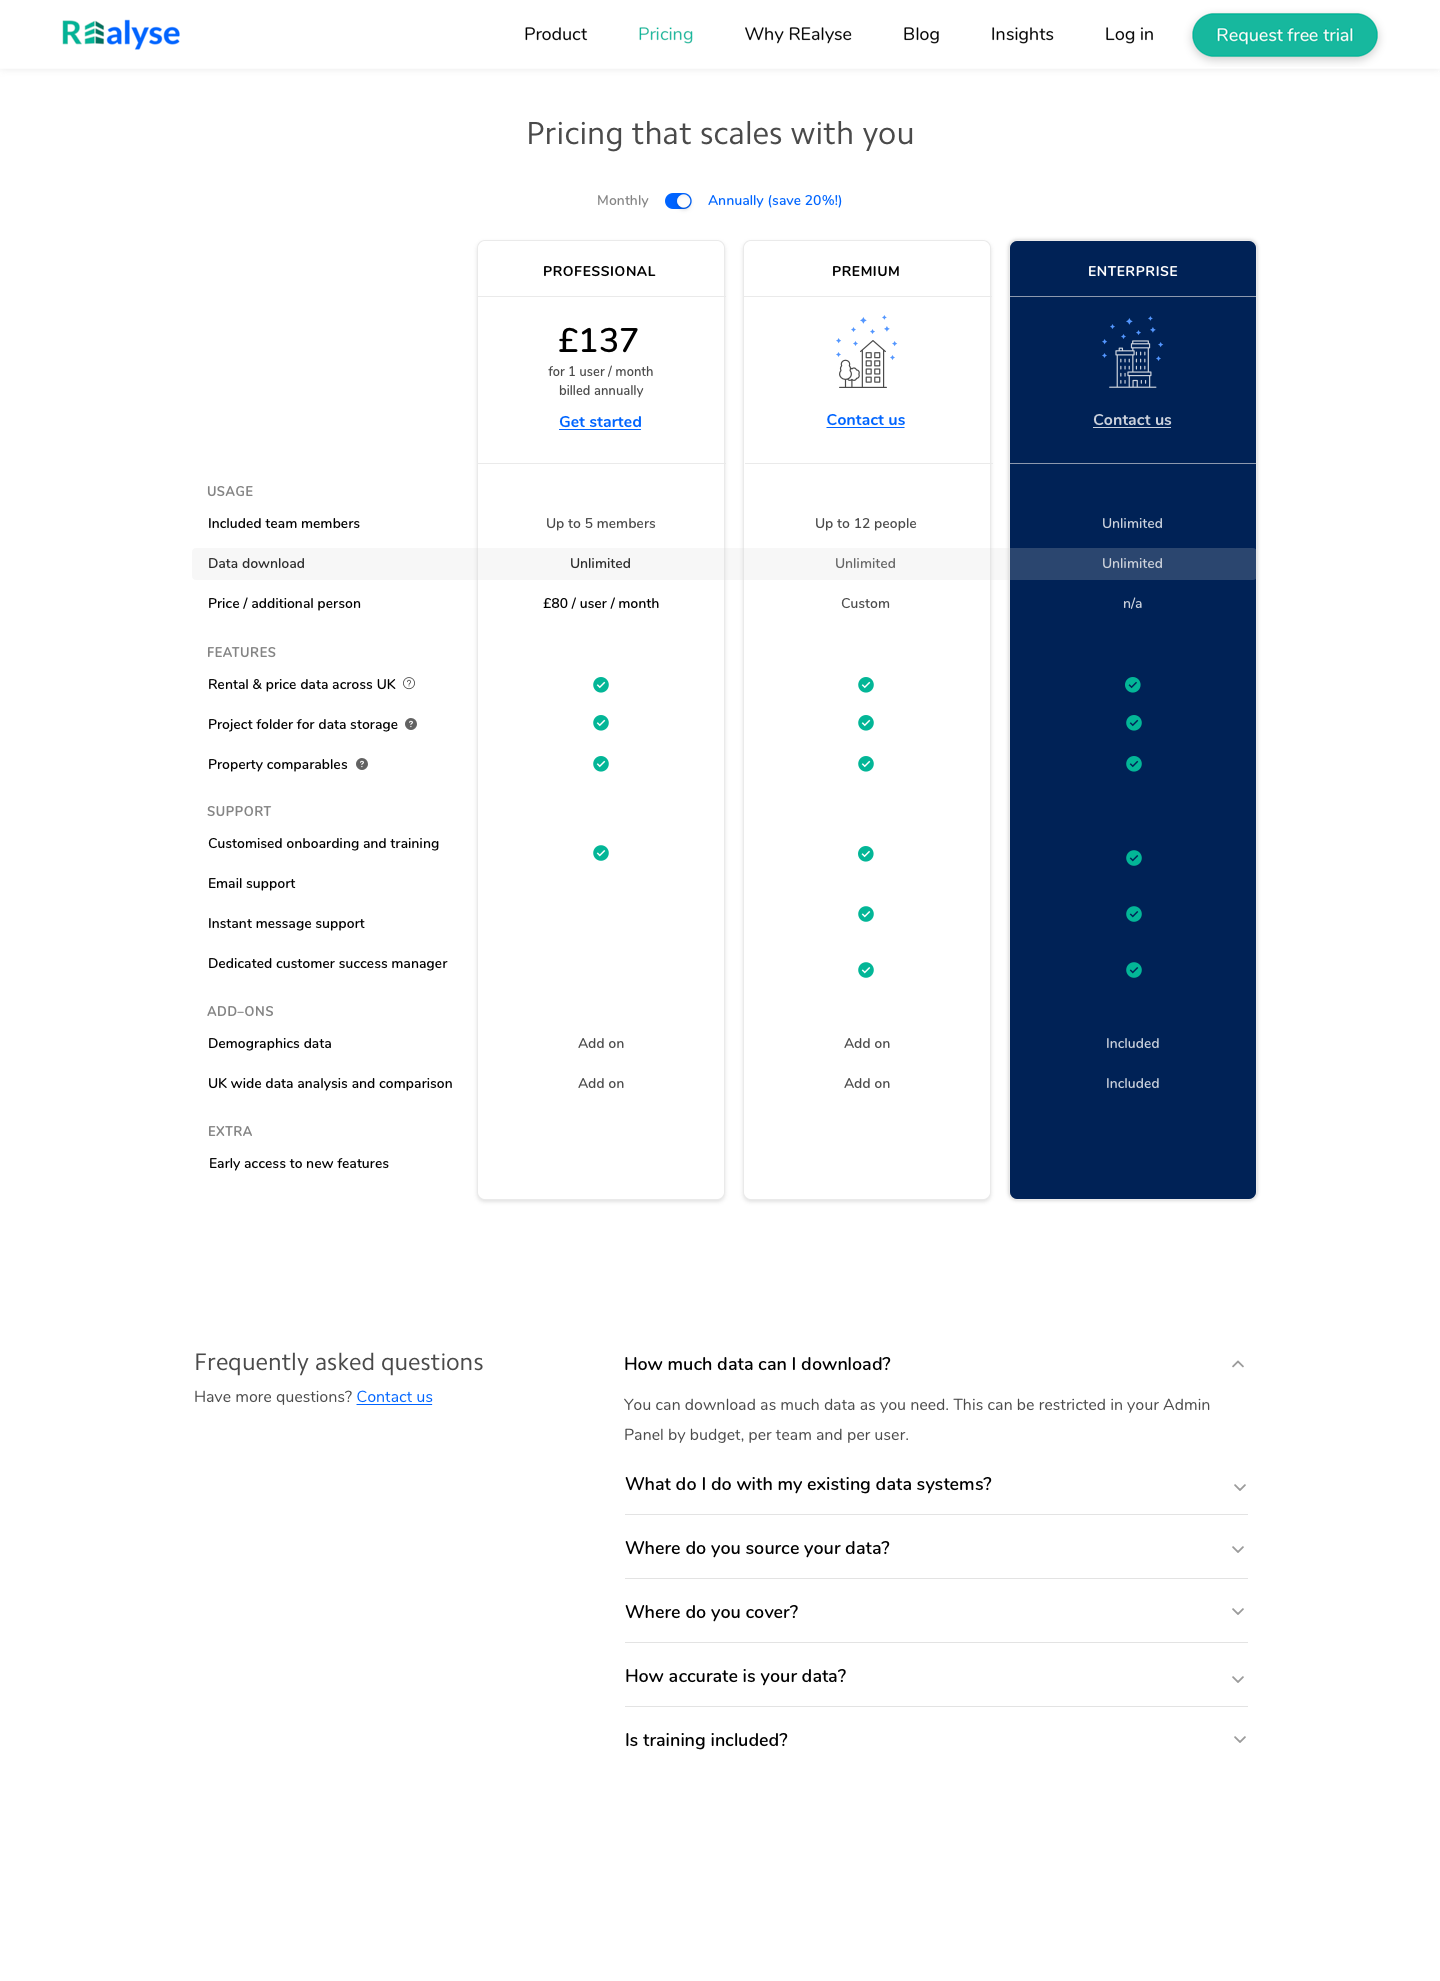 REalyse
Product Pricing Why REalyse Blog Insights Log in Request free trial
Pricing that scales with you
Monthly Annually (save 20%!)
PROFESSIONAL PREMIUM ENTERPRISE
£137
for 1 user / month
billed annually
Get started Contact us Contact us
USAGE
Included team members Up to 5 members Up to 12 people Unlimited
Data download Unlimited Unlimited Unlimited
Price / additional person £80 / user / month Custom n/a
FEATURES
Rental & price data across UK ?
Project folder for data storage ?
Property comparables ?
SUPPORT
Customised onboarding and training
Email support
Instant message support
Dedicated customer success manager
ADD–ONS
Demographics data Add on Add on Included
UK wide data analysis and comparison Add on Add on Included
EXTRA
Early access to new features
Frequently asked questions
Have more questions? Contact us
How much data can I download?
You can download as much data as you need. This can be restricted in your Admin
Panel by budget, per team and per user.
What do I do with my existing data systems?
Where do you source your data?
Where do you cover?
How accurate is your data?
Is training included?